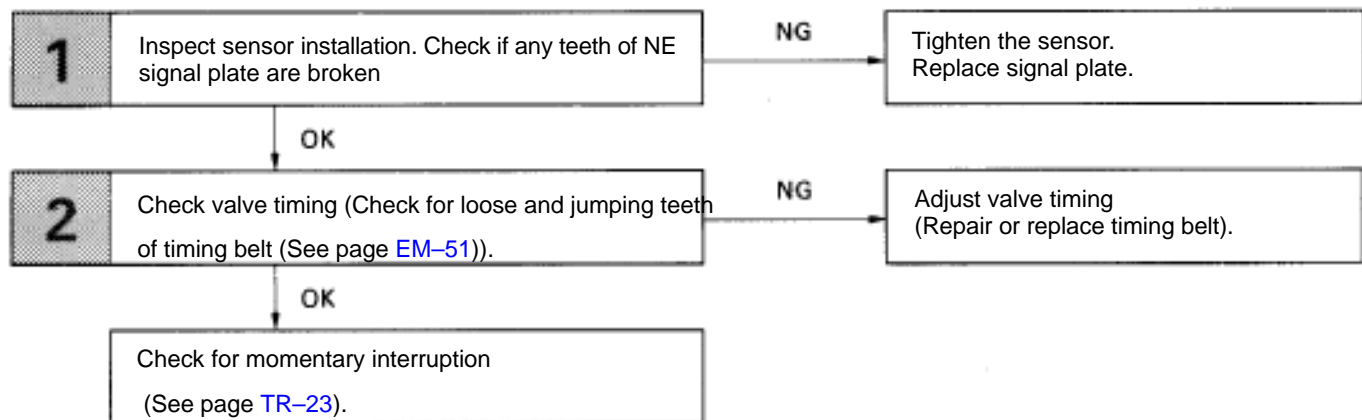 1
Inspect sensor installation. Check if any teeth of NE
signal plate are broken
NG
Tighten the sensor.
Replace signal plate.
OK
2
Check valve timing (Check for loose and jumping teeth
of timing belt (See page EM–51)).
NG
Adjust valve timing
(Repair or replace timing belt).
OK
Check for momentary interruption
(See page TR–23).